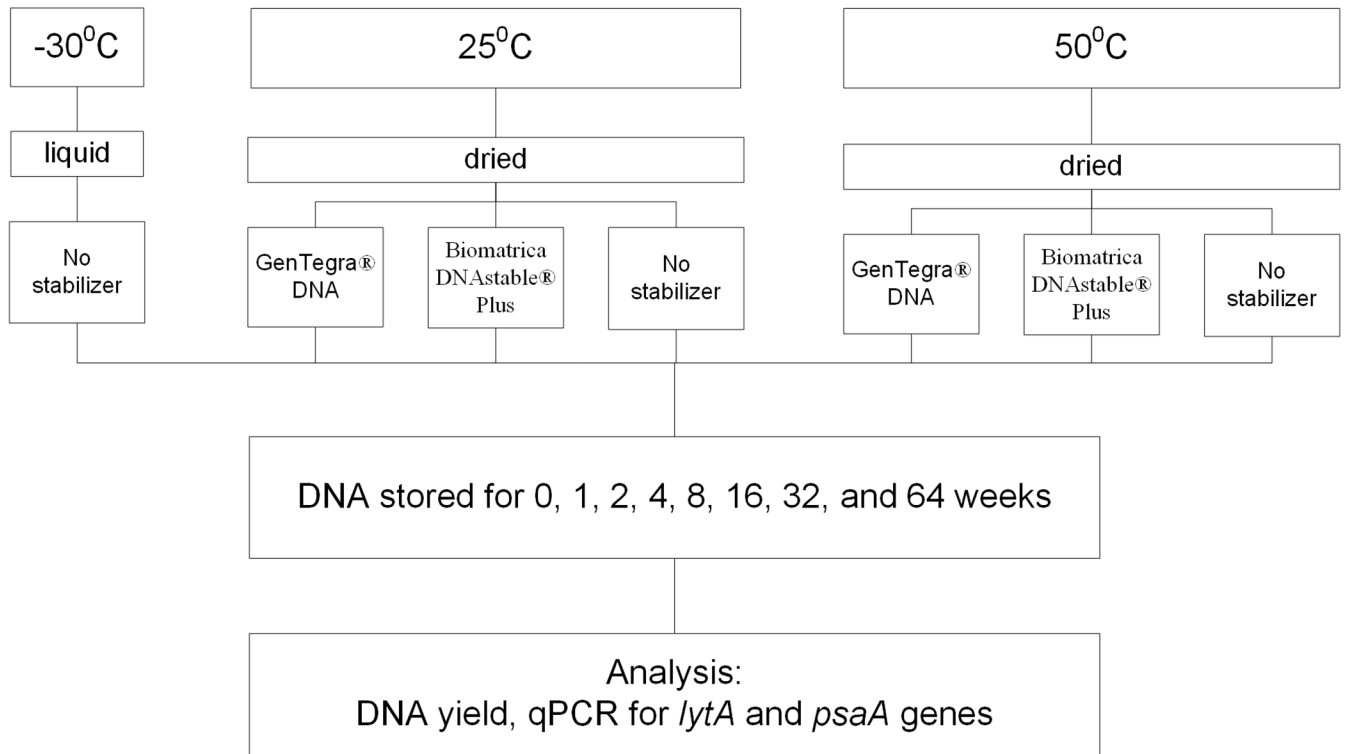 -30⁰C
25⁰C
50⁰C
liquid
dried
dried
No
stabilizer
GenTegra®
DNA
Biomatrica
DNAstable®
Plus
No
stabilizer
GenTegra®
DNA
Biomatrica
DNAstable®
Plus
No
stabilizer
DNA stored for 0, 1, 2, 4, 8, 16, 32, and 64 weeks
Analysis:
DNA yield, qPCR for lytA and psaA genes